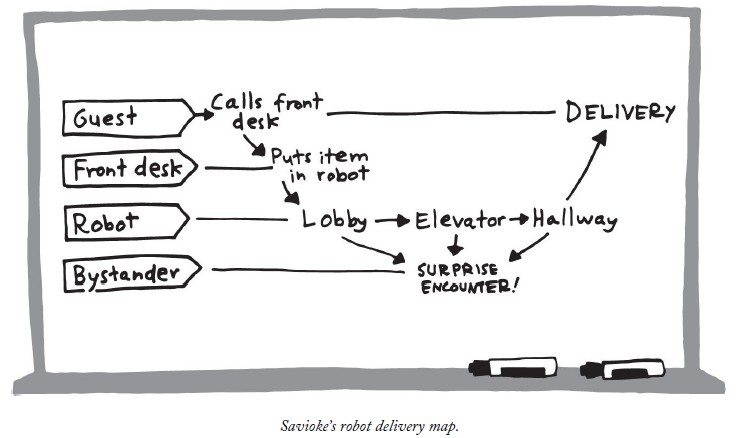 Guest
Calls front
desk
DELIVERY
Front desk
Puts item
in robot
Robot
Lobby
Elevator
Hallway
Bystander
SURPRISE
ENCOUNTER!
Savioke's robot delivery map.